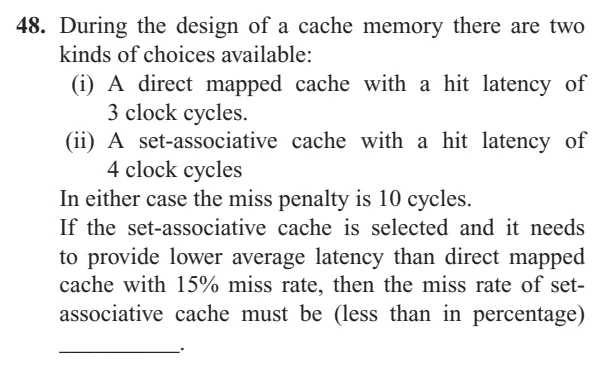 48. During the design of a cache memory there are two
kinds of choices available:
(i) A direct mapped cache with a hit latency of
3 clock cycles.
(ii) A set-associative cache with a hit latency of
4 clock cycles
In either case the miss penalty is 10 cycles.
If the set-associative cache is selected and it needs
to provide lower average latency than direct mapped
cache with 15% miss rate, then the miss rate of set-
associative cache must be (less than in percentage)
___________.